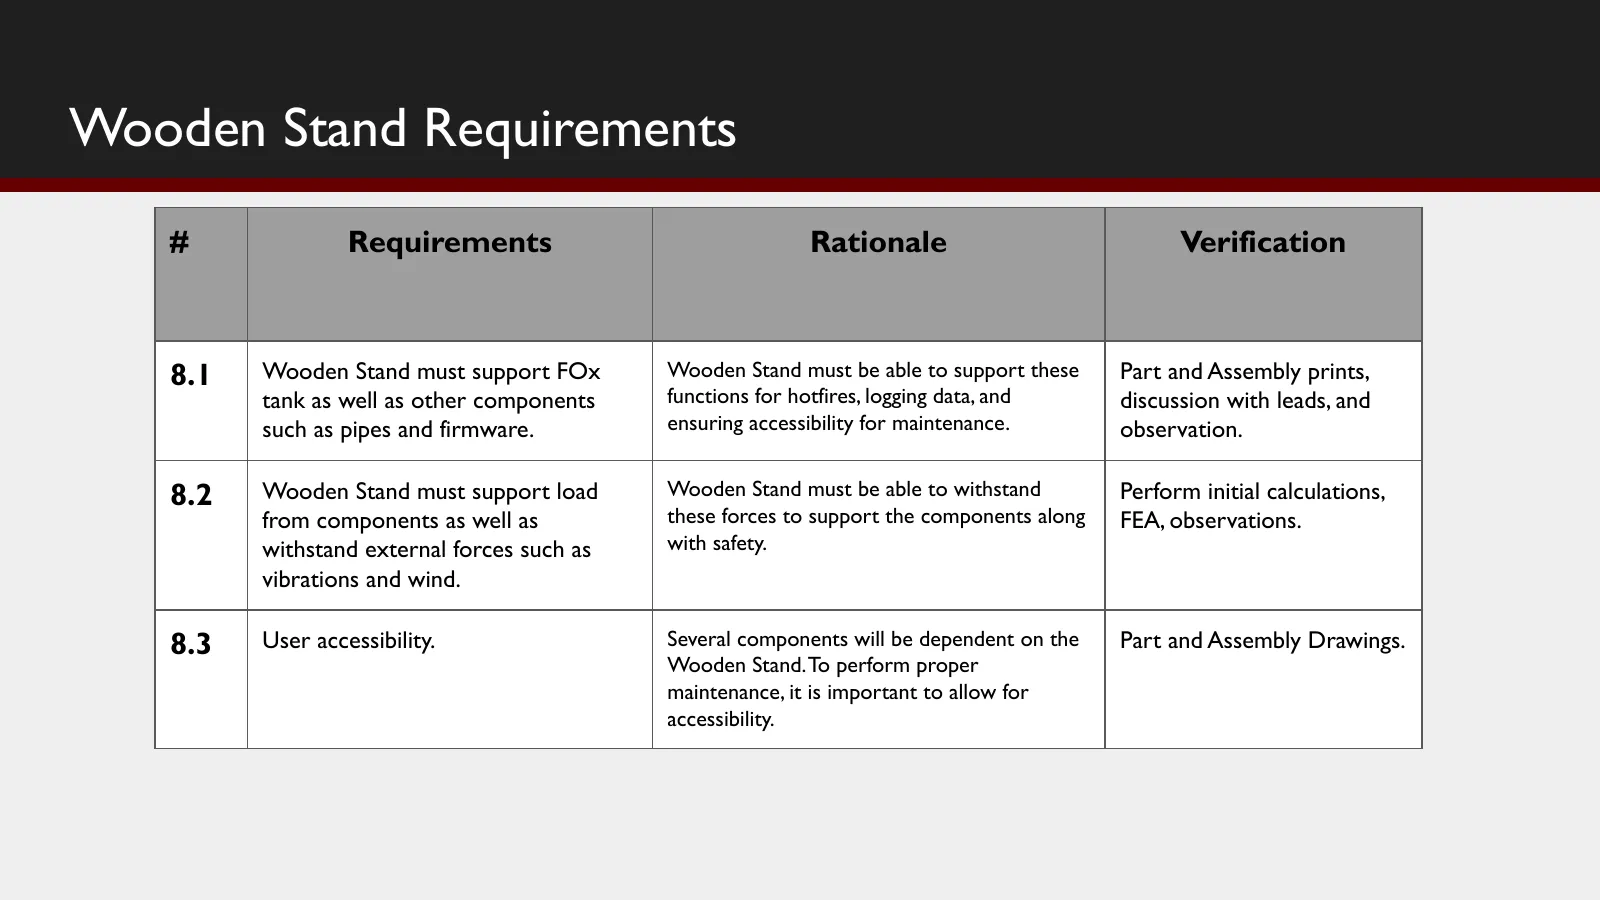 Wooden Stand Requirements
# Requirements Rationale Verification
8.1
Wooden Stand must support FOx
tank as well as other components
such as pipes and firmware.
Wooden Stand must be able to support these
functions for hotfires, logging data, and
ensuring accessibility for maintenance.
Part and Assembly prints,
discussion with leads, and
observation.
8.2
Wooden Stand must support load
from components as well as
withstand external forces such as
vibrations and wind.
Wooden Stand must be able to withstand
these forces to support the components along
with safety.
Perform initial calculations,
FEA, observations.
8.3
User accessibility.
Several components will be dependent on the
Wooden Stand. To perform proper
maintenance, it is important to allow for
accessibility.
Part and Assembly Drawings.